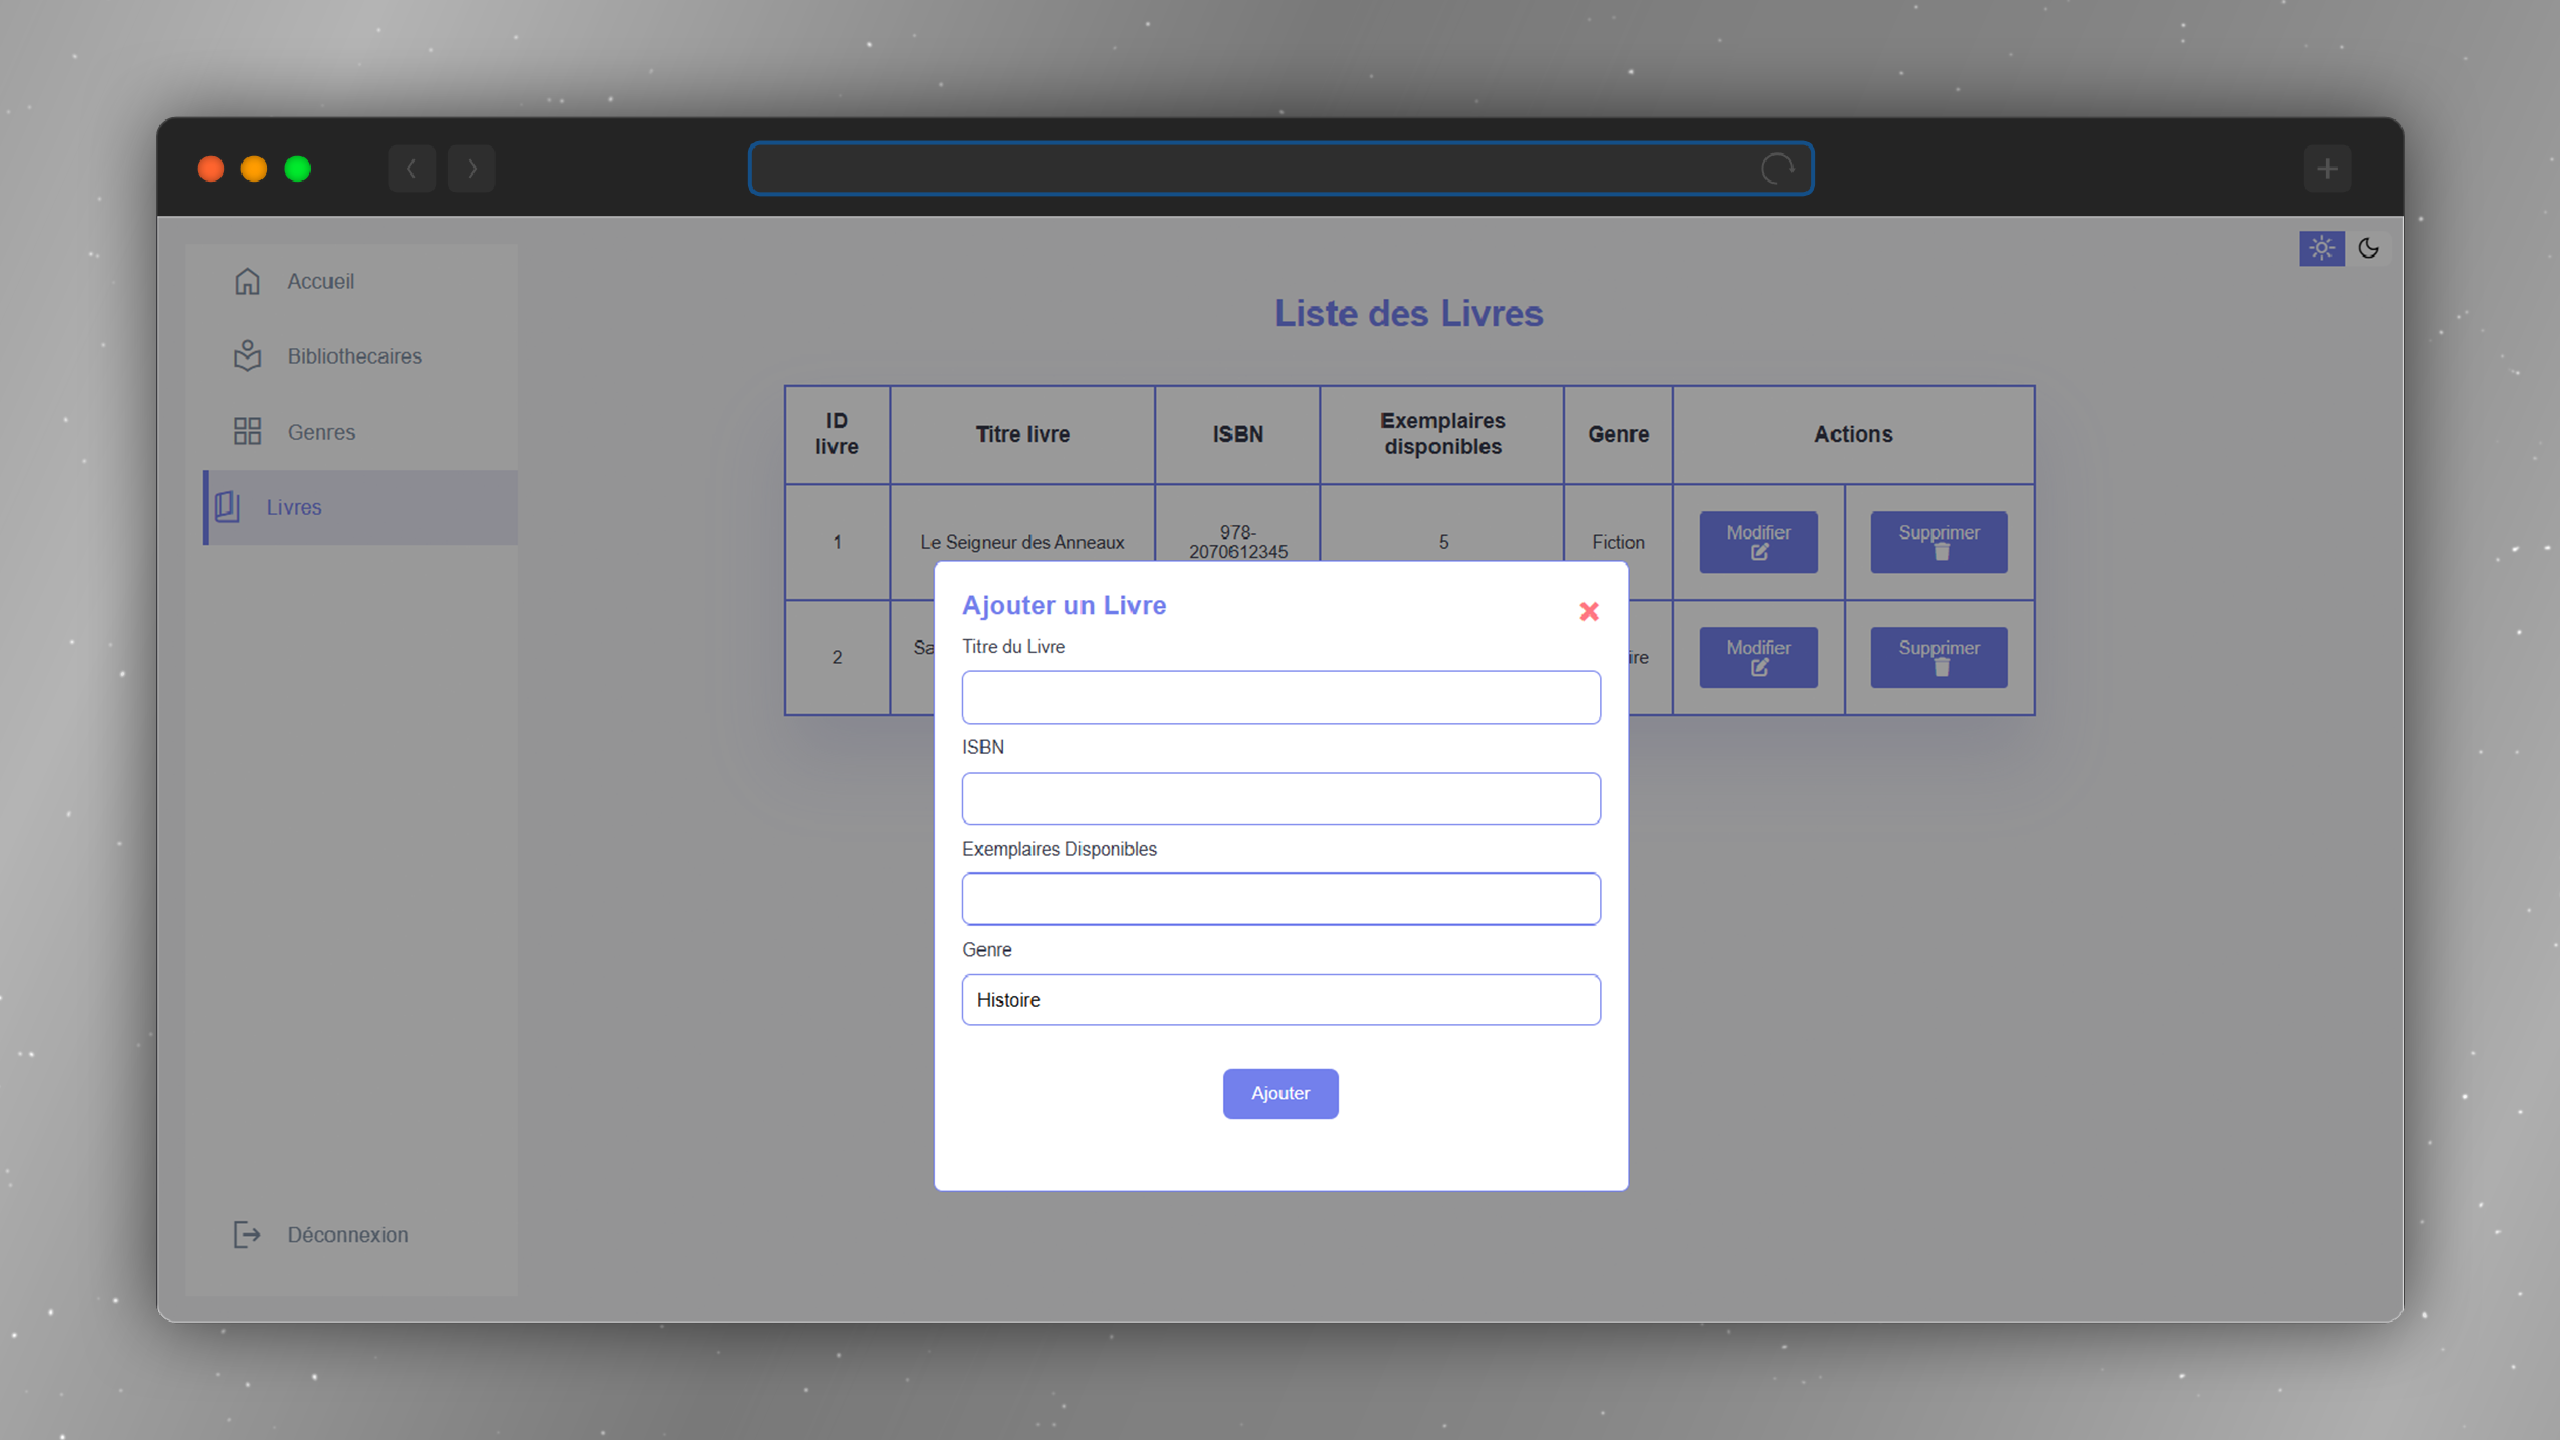 Accueil
Bibliothecaires
Genres
Livres
Déconnexion
Liste des Livres
ID livre
Titre livre
ISBN
Exemplaires disponibles
Genre
Actions
1
Le Seigneur des Anneaux
978-
2070612345
5
Fiction
Modifier
Supprimer
2
Sa
ire
Modifier
Supprimer
Ajouter un Livre
Titre du Livre
ISBN
Exemplaires Disponibles
Genre
Histoire
Ajouter